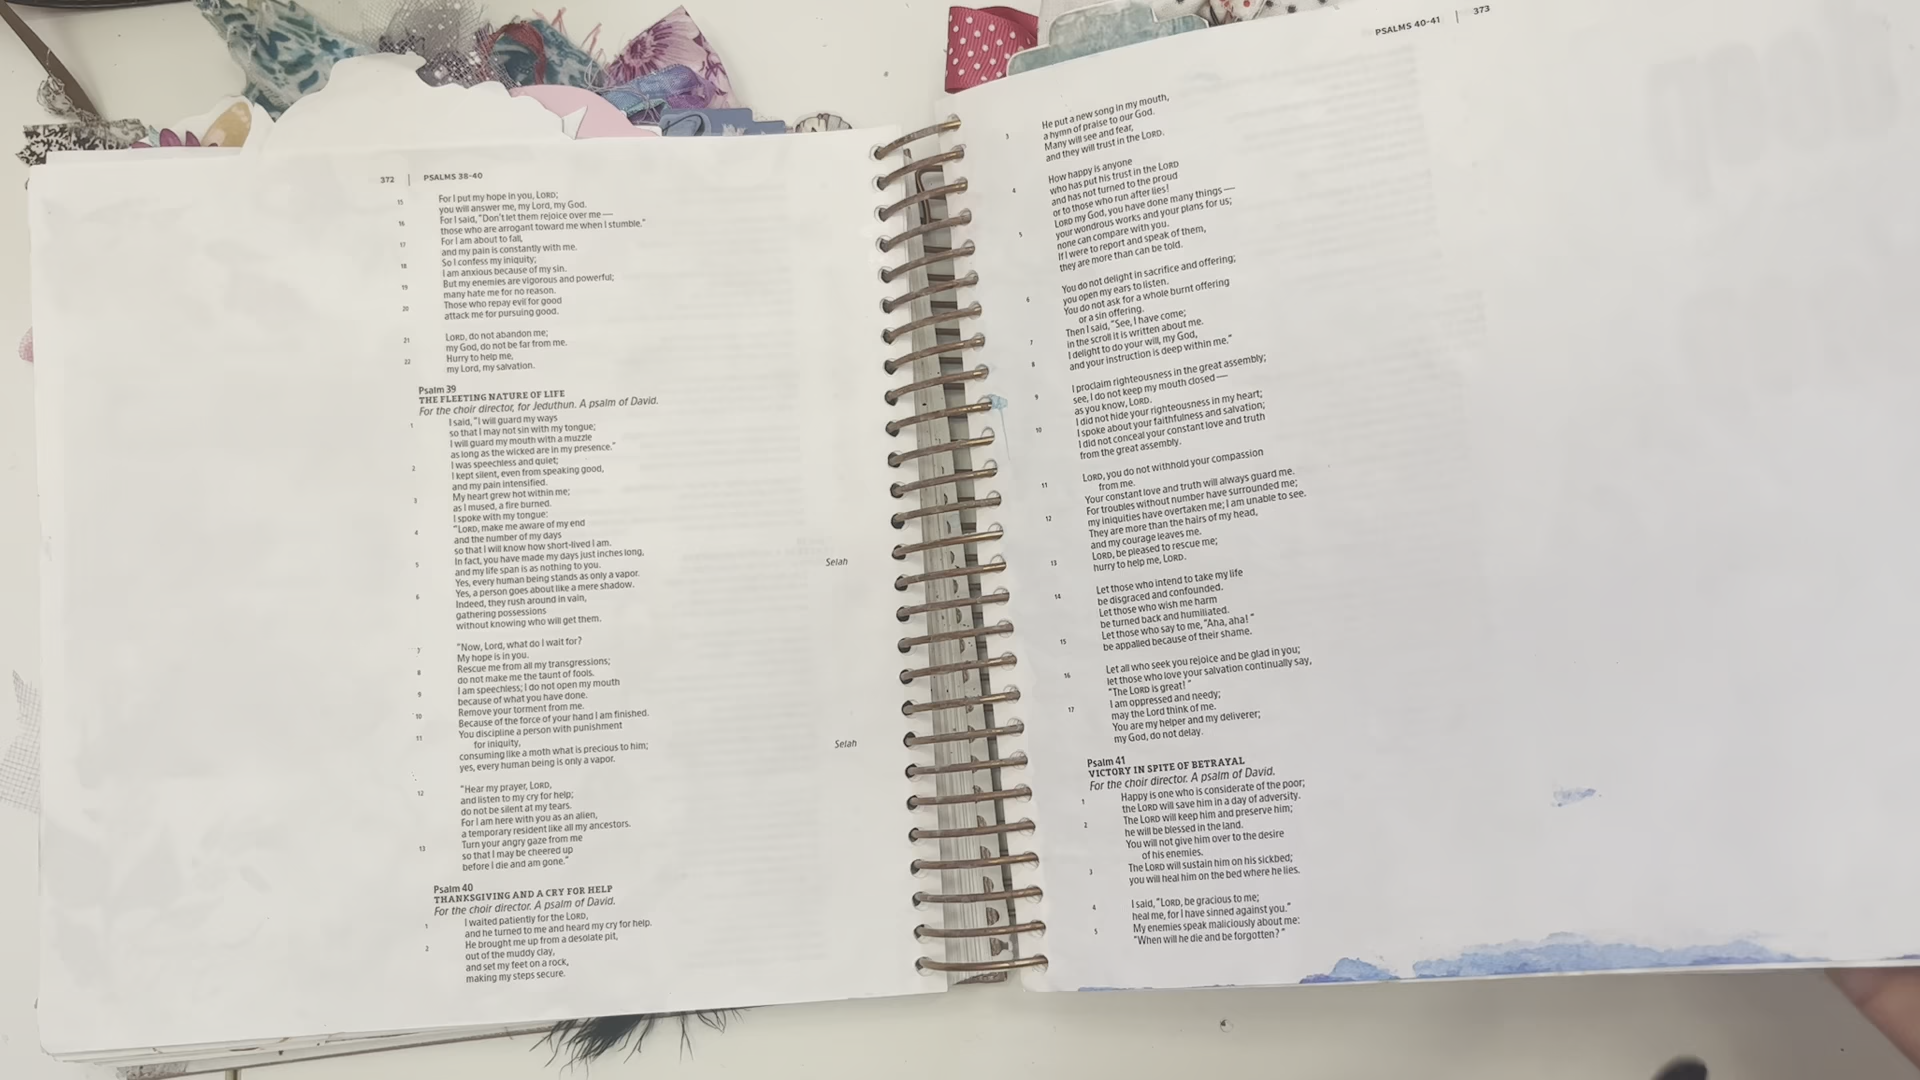 372 | PSALMS 38-40
15 For I put my hope in you, LORD;
you will answer me, my Lord, my God.
16 For I said, "Don't let them rejoice over me —
those who are arrogant toward me when I stumble."
17 For I am about to fall,
and my pain is constantly with me.
18 So I confess my iniquity;
I am anxious because of my sin.
19 But my enemies are vigorous and powerful;
many hate me for no reason.
20 Those who repay evil for good
attack me for pursuing good.
21 LORD, do not abandon me;
my God, do not be far from me.
22 Hurry to help me,
my Lord, my salvation.
Psalm 39
THE FLEETING NATURE OF LIFE
For the choir director, for Jeduthun. A psalm of David.
1 I said, "I will guard my ways
so that I may not sin with my tongue;
I will guard my mouth with a muzzle
as long as the wicked are in my presence."
2 I was speechless and quiet;
I kept silent, even from speaking good,
and my pain intensified.
3 My heart grew hot within me;
as I mused, a fire burned.
I spoke with my tongue:
4 "LORD, make me aware of my end
and the number of my days
so that I will know how short-lived I am.
5 In fact, you have made my days just inches long,
and my life span is as nothing to you.
Yes, every human being stands as only a vapor. Selah
6 Yes, a person goes about like a mere shadow.
Indeed, they rush around in vain,
gathering possessions
without knowing who will get them.
7 "Now, Lord, what do I wait for?
My hope is in you.
8 Rescue me from all my transgressions;
do not make me the taunt of fools.
9 I am speechless; I do not open my mouth
because of what you have done.
10 Remove your torment from me.
Because of the force of your hand I am finished.
11 You discipline a person with punishment
for iniquity,
consuming like a moth what is precious to him;
yes, every human being is only a vapor. Selah
12 "Hear my prayer, LORD,
and listen to my cry for help;
do not be silent at my tears.
For I am here with you as an alien,
a temporary resident like all my ancestors.
13 Turn your angry gaze from me
so that I may be cheered up
before I die and am gone."
Psalm 40
THANKSGIVING AND A CRY FOR HELP
For the choir director. A psalm of David.
1 I waited patiently for the LORD,
and he turned to me and heard my cry for help.
2 He brought me up from a desolate pit,
out of the muddy clay,
and set my feet on a rock,
making my steps secure.
PSALMS 40-41 | 373
3 He put a new song in my mouth,
a hymn of praise to our God.
Many will see and fear,
and they will trust in the LORD.
4 How happy is anyone
who has put his trust in the LORD
and has not turned to the proud
or to those who run after lies!
5 LORD my God, you have done many things —
your wondrous works and your plans for us;
none can compare with you.
If I were to report and speak of them,
they are more than can be told.
6 You do not delight in sacrifice and offering;
you open my ears to listen.
You do not ask for a whole burnt offering
or a sin offering.
7 Then I said, "See, I have come;
in the scroll it is written about me.
8 I delight to do your will, my God,
and your instruction is deep within me."
9 I proclaim righteousness in the great assembly;
see, I do not keep my mouth closed —
as you know, LORD.
10 I did not hide your righteousness in my heart;
I spoke about your faithfulness and salvation;
I did not conceal your constant love and truth
from the great assembly.
11 LORD, you do not withhold your compassion
from me.
Your constant love and truth will always guard me.
12 For troubles without number have surrounded me;
my iniquities have overtaken me; I am unable to see.
They are more than the hairs of my head,
and my courage leaves me.
13 LORD, be pleased to rescue me;
hurry to help me, LORD.
14 Let those who intend to take my life
be disgraced and confounded.
Let those who wish me harm
be turned back and humiliated.
15 Let those who say to me, "Aha, aha!"
be appalled because of their shame.
16 Let all who seek you rejoice and be glad in you;
let those who love your salvation continually say,
"The LORD is great!"
17 I am oppressed and needy;
may the Lord think of me.
You are my helper and my deliverer;
my God, do not delay.
Psalm 41
VICTORY IN SPITE OF BETRAYAL
For the choir director. A psalm of David.
1 Happy is one who is considerate of the poor;
the LORD will save him in a day of adversity.
2 The LORD will keep him and preserve him;
he will be blessed in the land.
You will not give him over to the desire
of his enemies.
3 The LORD will sustain him on his sickbed;
you will heal him on the bed where he lies.
4 I said, "LORD, be gracious to me;
heal me, for I have sinned against you."
5 My enemies speak maliciously about me:
"When will he die and be forgotten?"